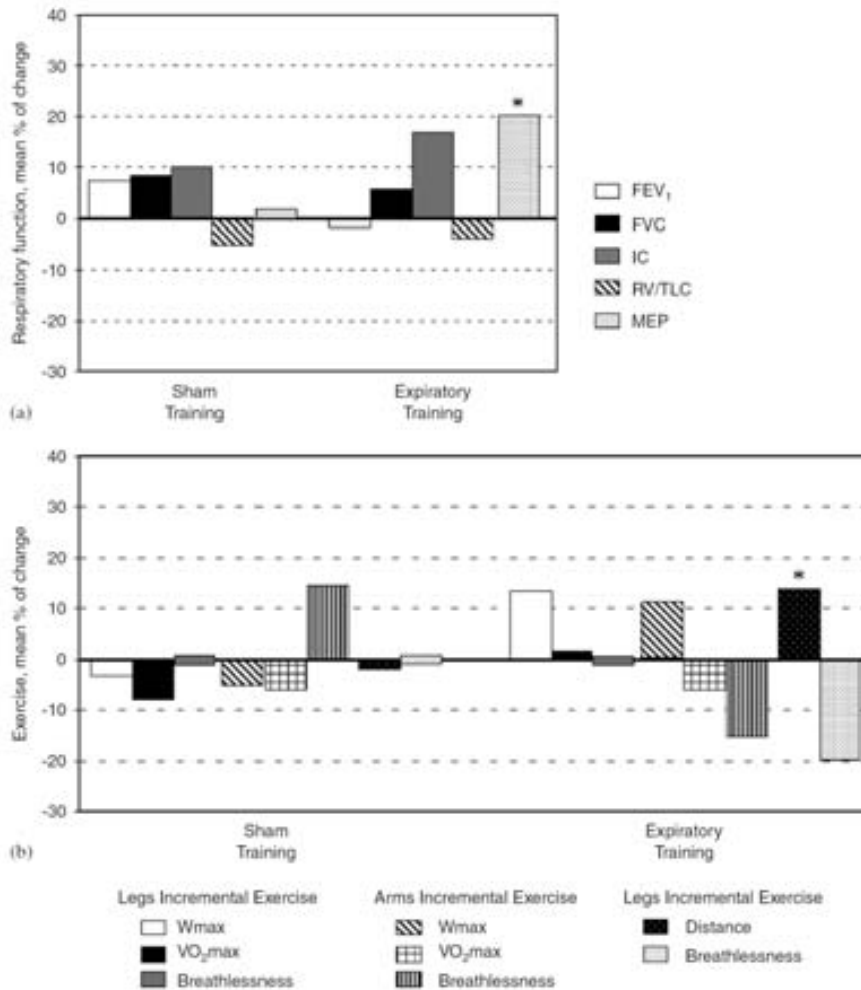 40
30
20
10
0
-10
-20
-30
Respiratory function, mean % of change
*
Sham
Training
Expiratory
Training
FEV₁
FVC
IC
RV/TLC
MEP
(a)
40
30
20
10
0
-10
-20
-30
Exercise, mean % of change
*
Sham
Training
Expiratory
Training
(b)
Legs Incremental Exercise
Wmax
VO₂max
Breathlessness
Arms Incremental Exercise
Wmax
VO₂max
Breathlessness
Legs Incremental Exercise
Distance
Breathlessness